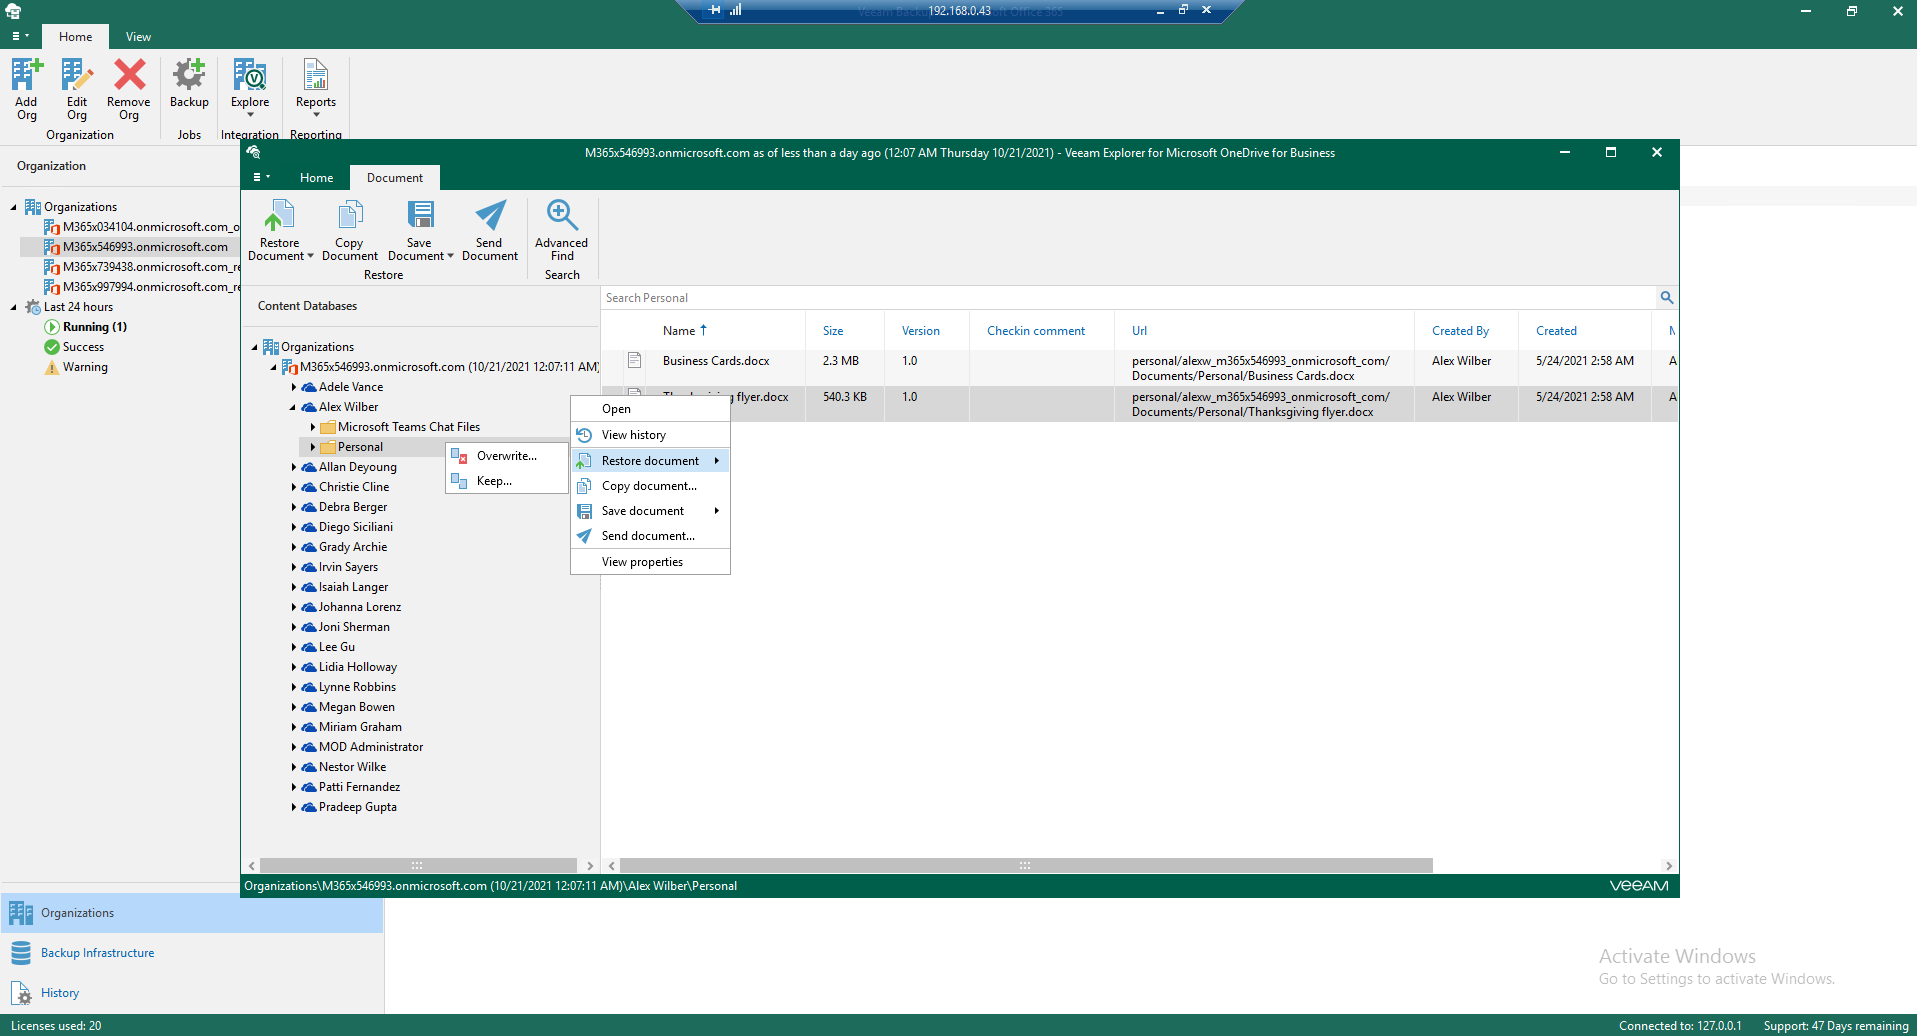 192.168.0.43
Home
View
Add Org
Edit Org
Remove Org
Backup
Explore
Reports
Organization
Jobs
Integration
Reporting
Organization
Organizations
M365x034104.onmicrosoft.com_o
M365x546993.onmicrosoft.com
M365x739438.onmicrosoft.com_re
M365x997994.onmicrosoft.com_re
Last 24 hours
Running (1)
Success
Warning
M365x546993.onmicrosoft.com as of less than a day ago (12:07 AM Thursday 10/21/2021) - Veeam Explorer for Microsoft OneDrive for Business
Home
Document
Restore Document
Copy Document
Save Document
Send Document
Advanced Find
Restore
Search
Content Databases
Organizations
M365x546993.onmicrosoft.com (10/21/2021 12:07:11 AM)
Adele Vance
Alex Wilber
Microsoft Teams Chat Files
Personal
Allan Deyoung
Christie Cline
Debra Berger
Diego Siciliani
Grady Archie
Irvin Sayers
Isaiah Langer
Johanna Lorenz
Joni Sherman
Lee Gu
Lidia Holloway
Lynne Robbins
Megan Bowen
Miriam Graham
MOD Administrator
Nestor Wilke
Patti Fernandez
Pradeep Gupta
Search Personal
Name Size Version Checkin comment Url Created By Created
Business Cards.docx 2.3 MB 1.0 personal/alexw_m365x546993_onmicrosoft_com/ Alex Wilber 5/24/2021 2:58 AM A
Documents/Personal/Business Cards.docx
flyer.docx 540.3 KB 1.0 personal/alexw_m365x546993_onmicrosoft_com/ Alex Wilber 5/24/2021 2:58 AM A
Documents/Personal/Thanksgiving flyer.docx
Open
View history
Restore document
Copy document...
Save document
Send document...
View properties
Overwrite...
Keep...
Organizations\M365x546993.onmicrosoft.com (10/21/2021 12:07:11 AM)\Alex Wilber\Personal
veeam
Organizations
Backup Infrastructure
History
Activate Windows
Go to Settings to activate Windows.
Licenses used: 20
Connected to: 127.0.0.1
Support: 47 Days remaining